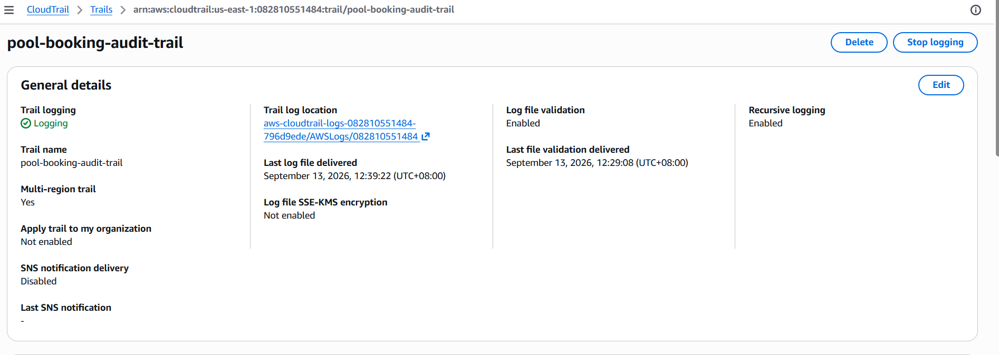 CloudTrail > Trails > arn:aws:cloudtrail:us-east-1:082810551484:trail/pool-booking-audit-trail
pool-booking-audit-trail
Delete
Stop logging
General details
Edit
Trail logging
Logging
Trail name
pool-booking-audit-trail
Multi-region trail
Yes
Apply trail to my organization
Not enabled
SNS notification delivery
Disabled
Last SNS notification
-
Trail log location
aws-cloudtrail-logs-082810551484-
796d9ede/AWSLogs/082810551484
Last log file delivered
September 13, 2026, 12:39:22 (UTC+08:00)
Log file SSE-KMS encryption
Not enabled
Log file validation
Enabled
Last file validation delivered
September 13, 2026, 12:29:08 (UTC+08:00)
Recursive logging
Enabled